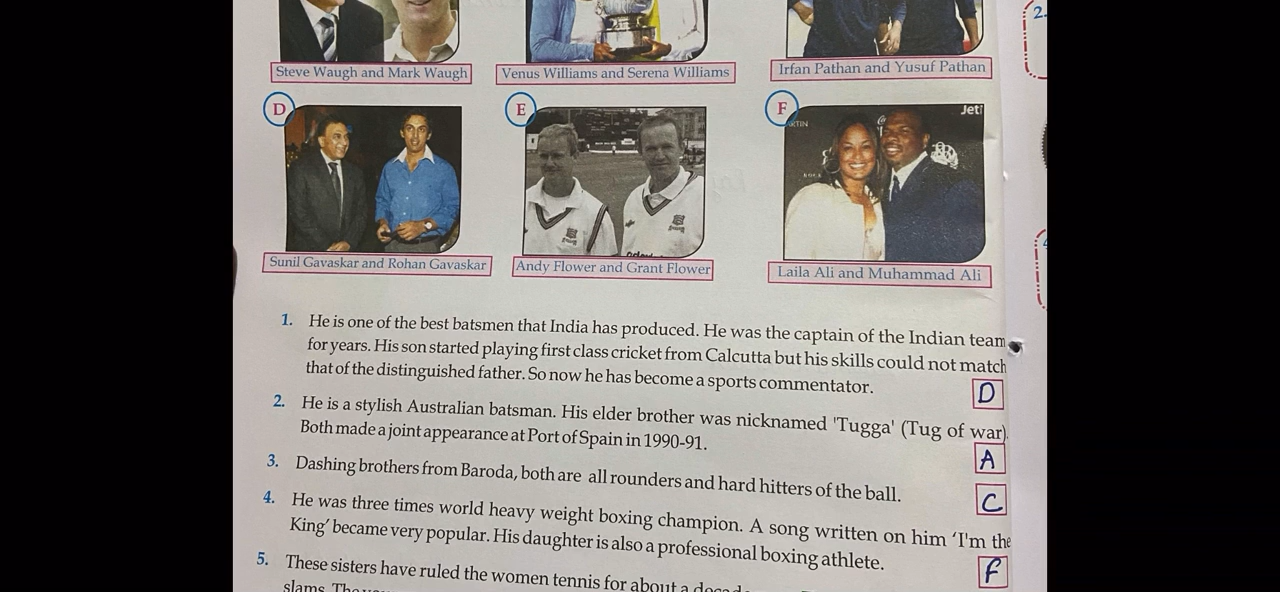 2.
Steve Waugh and Mark Waugh
Venus Williams and Serena Williams
Irfan Pathan and Yusuf Pathan
D
E
F
RTIN
Jet
Sunil Gavaskar and Rohan Gavaskar
Andy Flower and Grant Flower
Laila Ali and Muhammad Ali
1. He is one of the best batsmen that India has produced. He was the captain of the Indian team
for years. His son started playing first class cricket from Calcutta but his skills could not match
that of the distinguished father. So now he has become a sports commentator.
D
2. He is a stylish Australian batsman. His elder brother was nicknamed 'Tugga' (Tug of war).
Both made a joint appearance at Port of Spain in 1990-91.
A
3. Dashing brothers from Baroda, both are all rounders and hard hitters of the ball.
C
4. He was three times world heavy weight boxing champion. A song written on him 'I'm the
King' became very popular. His daughter is also a professional boxing athlete.
F
5. These sisters have ruled the women tennis for about a
slams. The